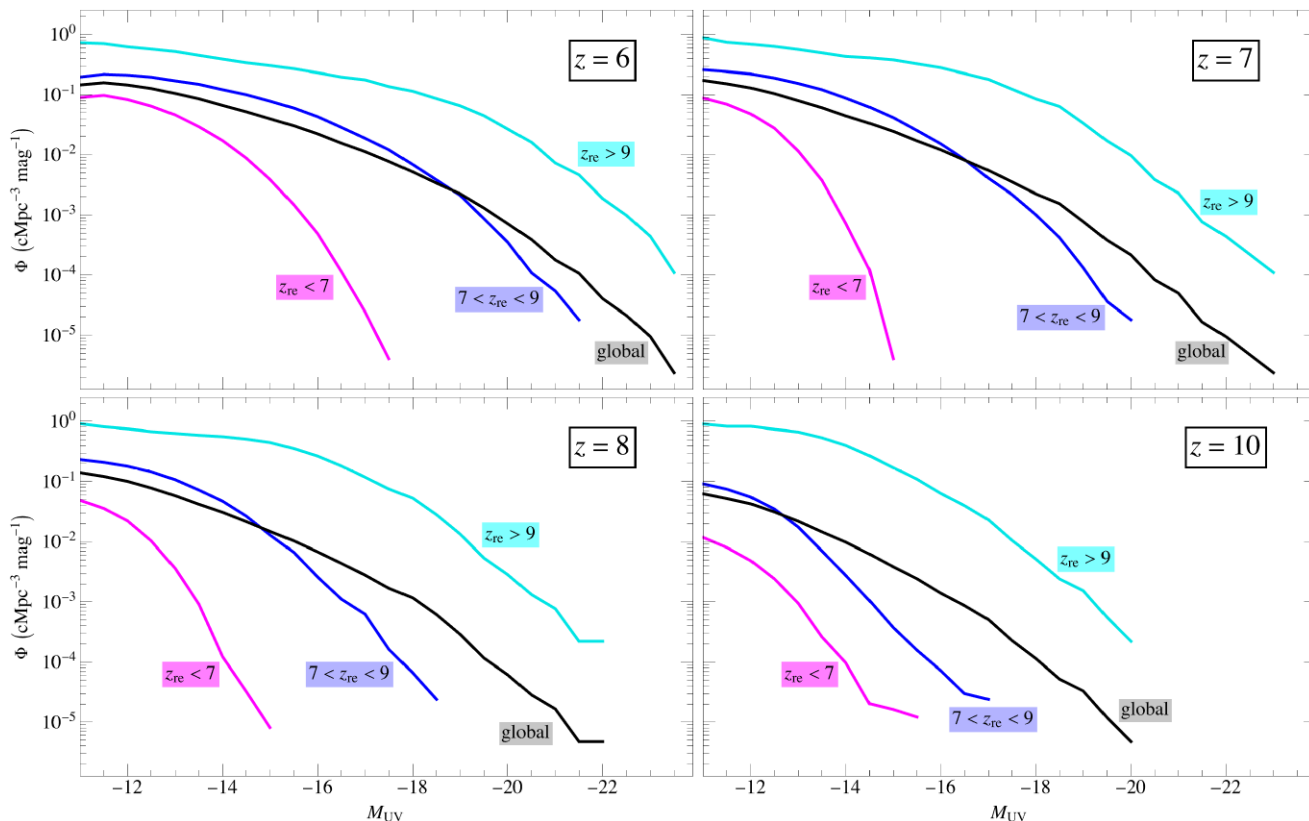 z = 6
z = 7
10⁰
10⁻¹
10⁻²
10⁻³
10⁻⁴
10⁻⁵
Φ (cMpc⁻³ mag⁻¹)
z_re > 9
z_re < 7
7 < z_re < 9
global
z_re > 9
z_re < 7
7 < z_re < 9
global
z = 8
z = 10
10⁰
10⁻¹
10⁻²
10⁻³
10⁻⁴
10⁻⁵
Φ (cMpc⁻³ mag⁻¹)
z_re > 9
z_re < 7
7 < z_re < 9
global
z_re > 9
z_re < 7
7 < z_re < 9
global
−12 −14 −16 −18 −20 −22
−12 −14 −16 −18 −20 −22
M_UV
M_UV